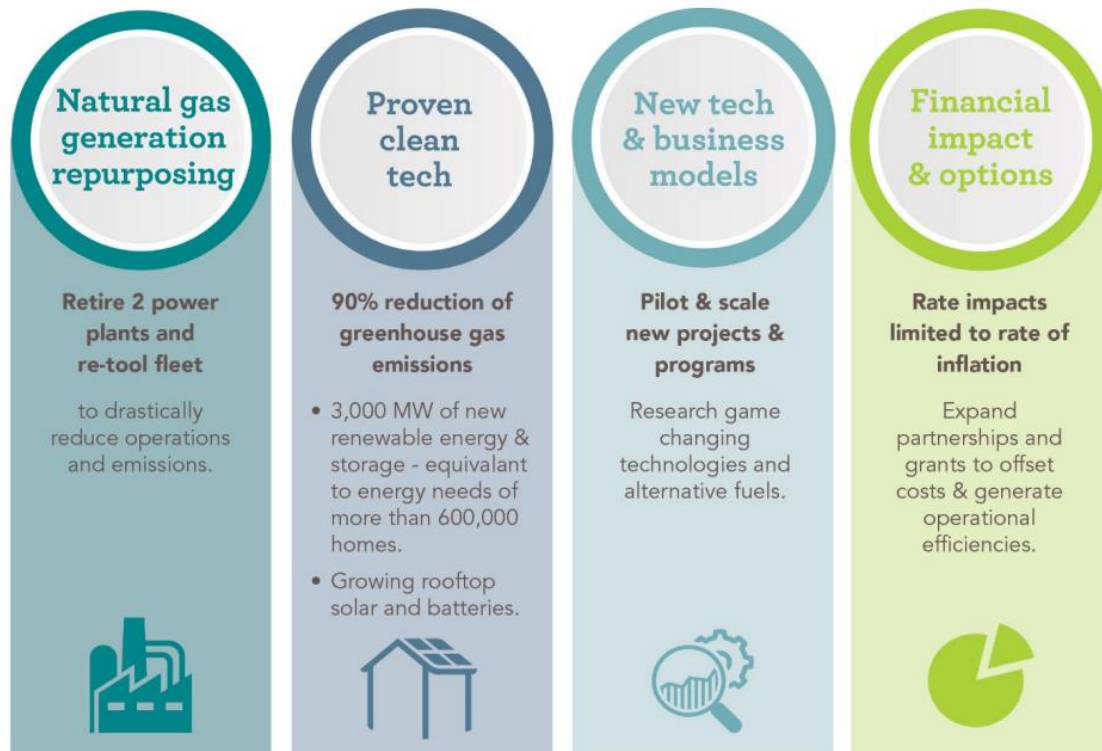 Natural gas
generation
repurposing
Retire 2 power
plants and
re-tool fleet
to drastically
reduce operations
and emissions.
Proven
clean
tech
90% reduction of
greenhouse gas
emissions
• 3,000 MW of new
renewable energy &
storage - equivalant
to energy needs of
more than 600,000
homes.
• Growing rooftop
solar and batteries.
New tech
& business
models
Pilot & scale
new projects &
programs
Research game
changing
technologies and
alternative fuels.
Financial
impact
& options
Rate impacts
limited to rate of
inflation
Expand
partnerships and
grants to offset
costs & generate
operational
efficiencies.